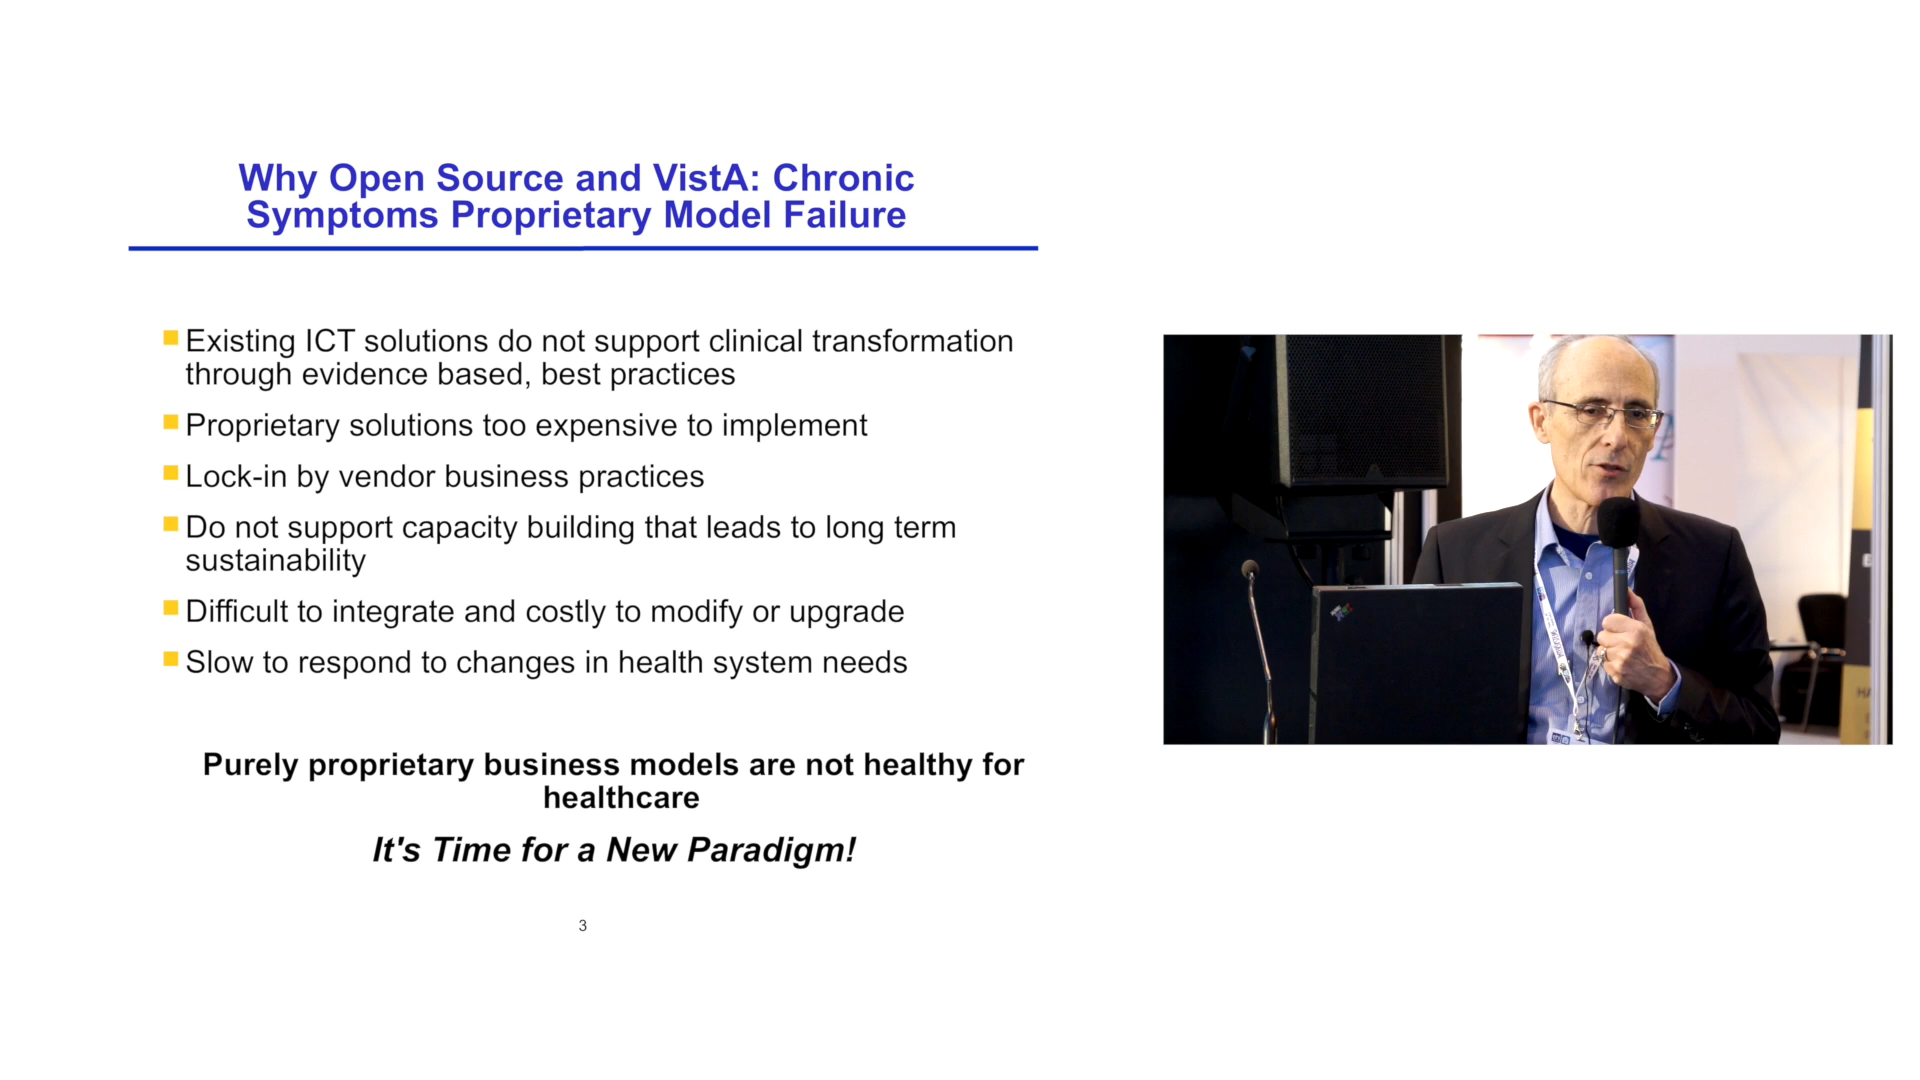 Why Open Source and VistA: Chronic
Symptoms Proprietary Model Failure
Existing ICT solutions do not support clinical transformation
through evidence based, best practices
Proprietary solutions too expensive to implement
Lock-in by vendor business practices
Do not support capacity building that leads to long term
sustainability
Difficult to integrate and costly to modify or upgrade
Slow to respond to changes in health system needs
Purely proprietary business models are not healthy for
healthcare
It's Time for a New Paradigm!
3